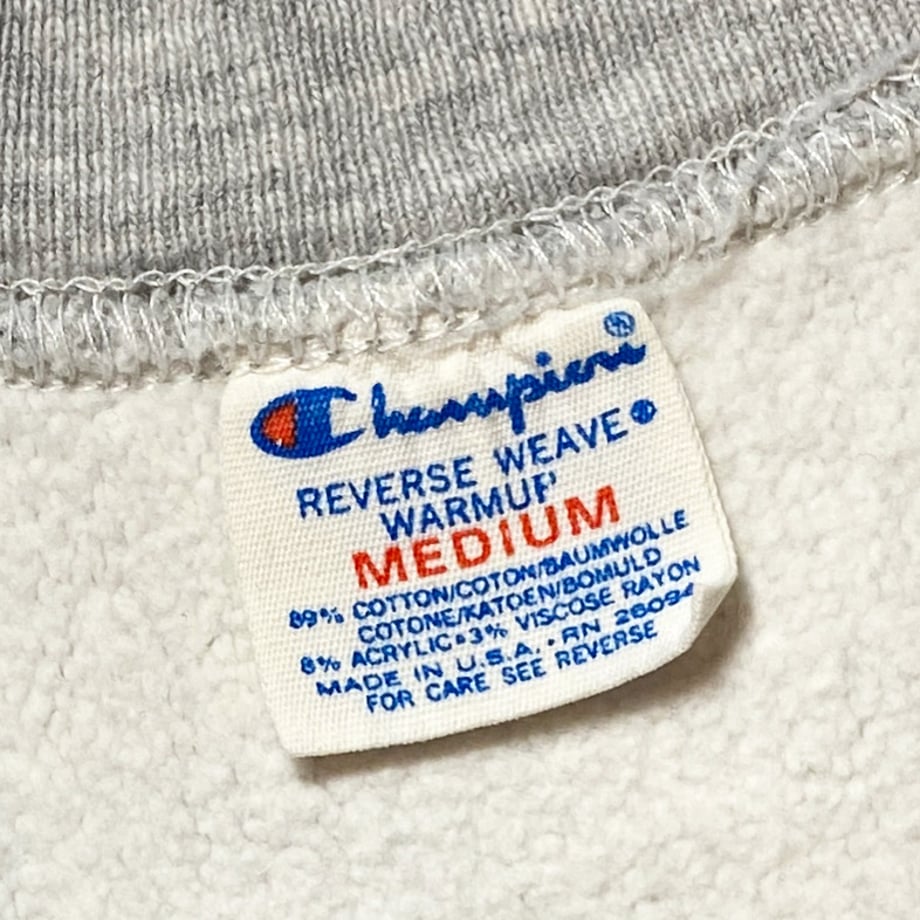 Champion®
REVERSE WEAVE®
WARMUP
MEDIUM
89% COTTON/COTON/BAUMWOLLE
COTONE/KATOEN/BOMULD
8% ACRYLIC•3% VISCOSE RAYON
MADE IN U.S.A. • RN 26094
FOR CARE SEE REVERSE